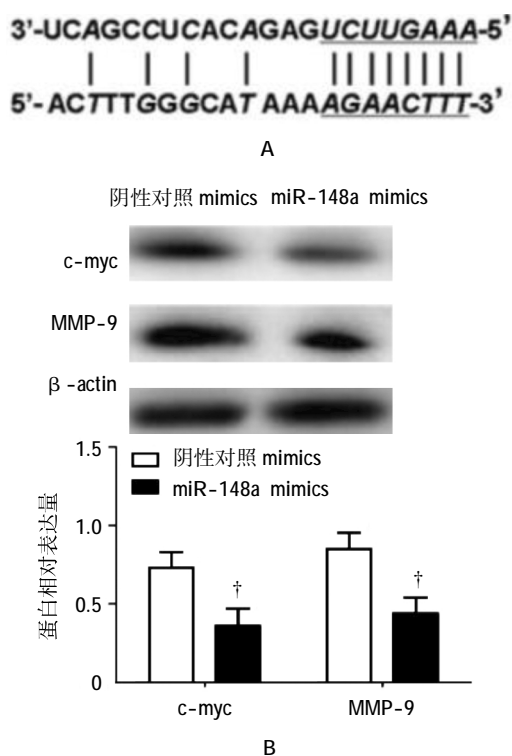 3'-UCAGCCUCACAGAGUCUUGAAA-5'
5'-ACTTTGGGCATAAAAGAACTTT-3'
A
阴性对照 mimics miR-148a mimics
c-myc
MMP-9
β-actin
1.5
1.0
0.5
0
蛋白相对表达量
阴性对照 mimics
miR-148a mimics
†
†
c-myc
MMP-9
B